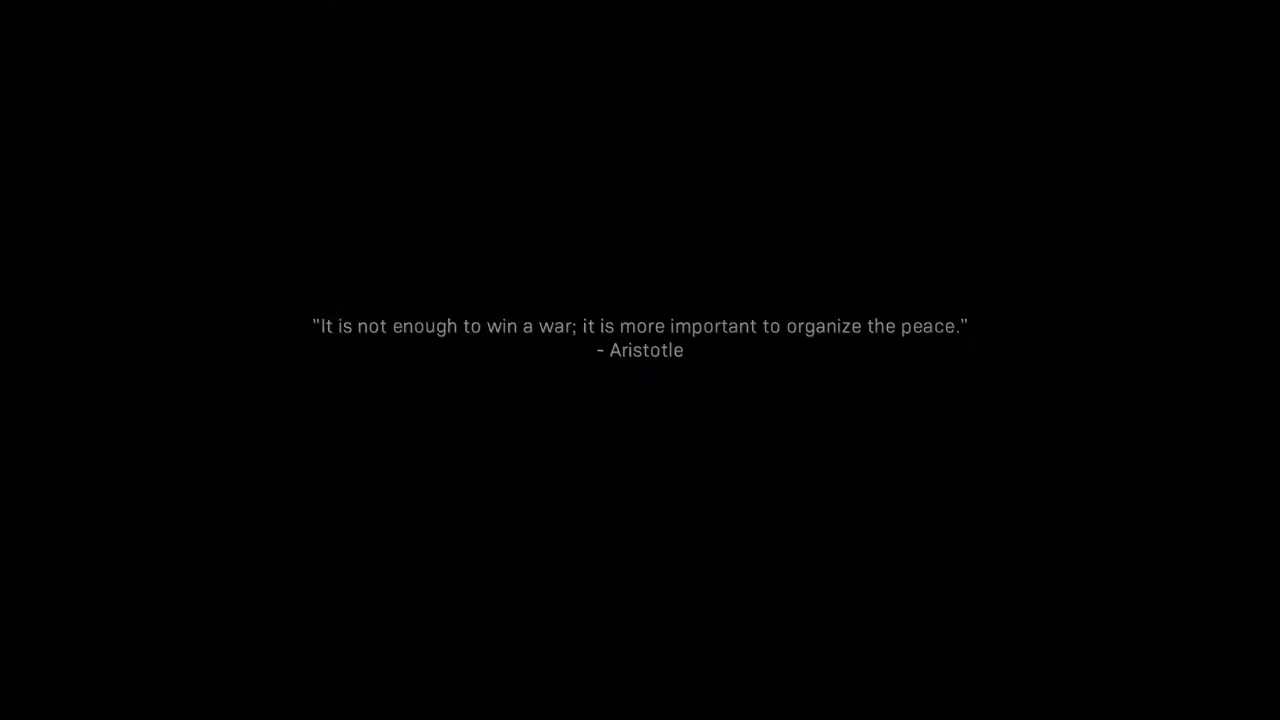 "It is not enough to win a war; it is more important to organize the peace."
- Aristotle